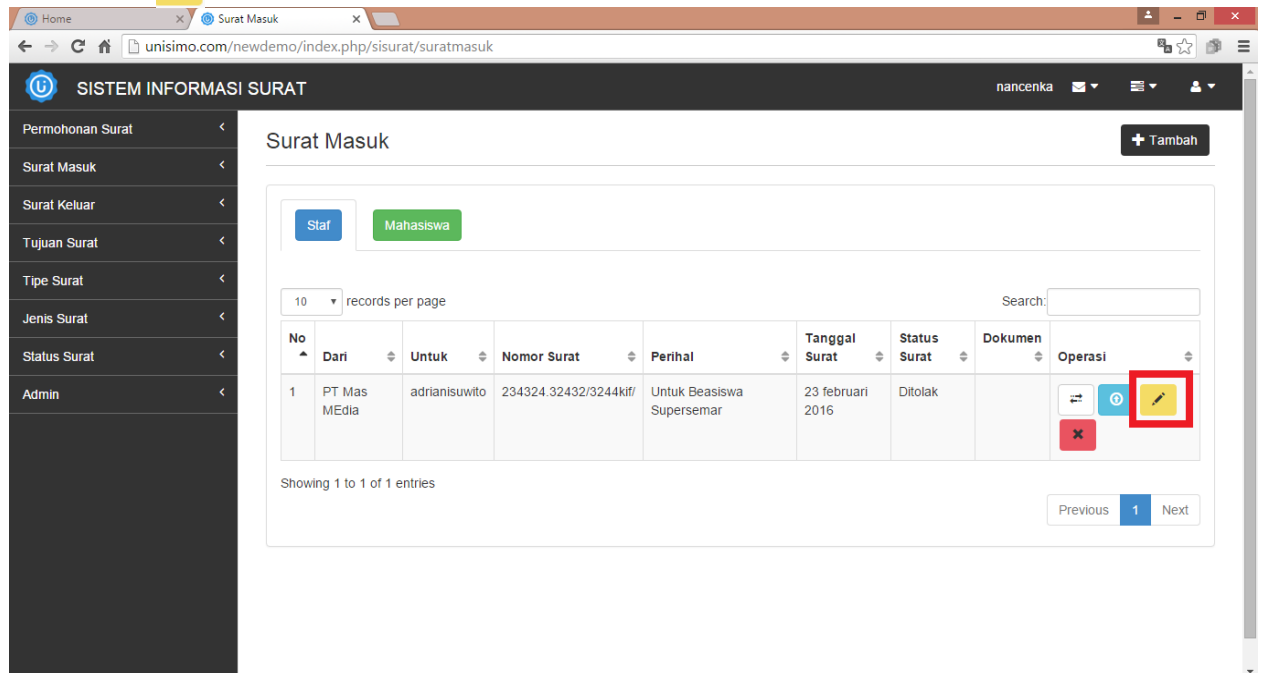 Home
Surat Masuk
unisimo.com/newdemo/index.php/sisurat/suratmasuk
SISTEM INFORMASI SURAT
nancenka
Permohonan Surat
Surat Masuk
Surat Keluar
Tujuan Surat
Tipe Surat
Jenis Surat
Status Surat
Admin
Surat Masuk
Tambah
Staf
Mahasiswa
10 records per page
Search:
No Dari Untuk Nomor Surat Perihal Tanggal Surat Status Surat Dokumen Operasi
1 PT Mas adrianisuwito 234324.32432/3244kif/ Untuk Beasiswa 23 februari Ditolak
MEdia Supersemar 2016
Showing 1 to 1 of 1 entries
Previous 1 Next